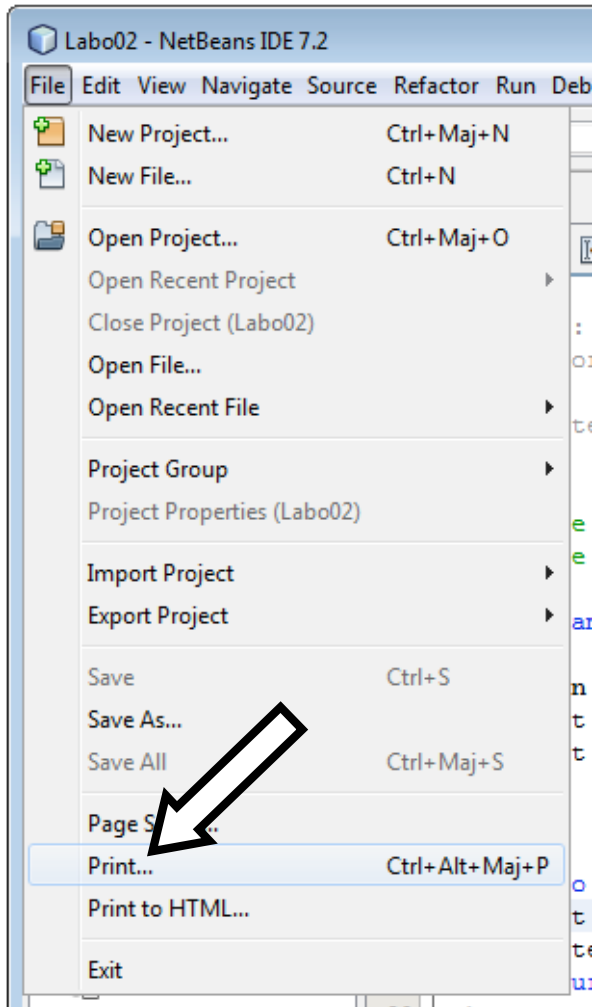 Labo02 - NetBeans IDE 7.2
File Edit View Navigate Source Refactor Run Deb
New Project... Ctrl+Maj+N
New File... Ctrl+N
Open Project... Ctrl+Maj+O
Open Recent Project
Close Project (Labo02)
Open File...
Open Recent File
Project Group
Project Properties (Labo02)
Import Project
Export Project
Save Ctrl+S
Save As...
Save All Ctrl+Maj+S
Page
Print... Ctrl+Alt+Maj+P
Print to HTML...
Exit